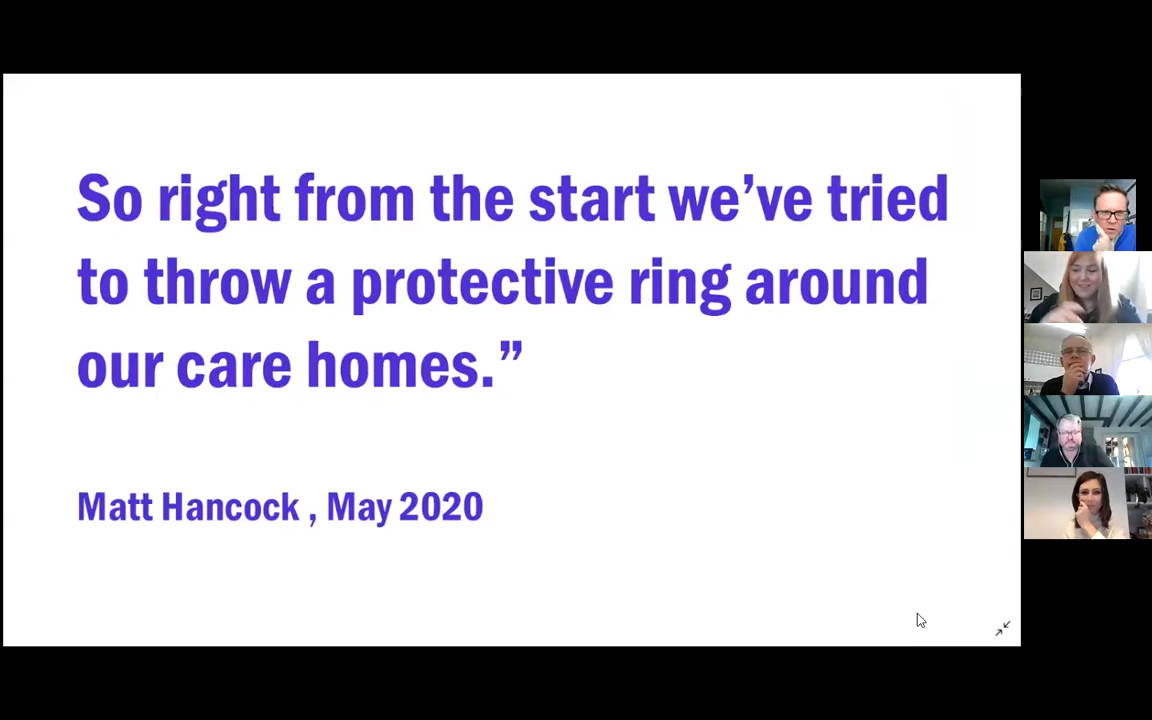 So right from the start we’ve tried
to throw a protective ring around
our care homes.”
Matt Hancock , May 2020